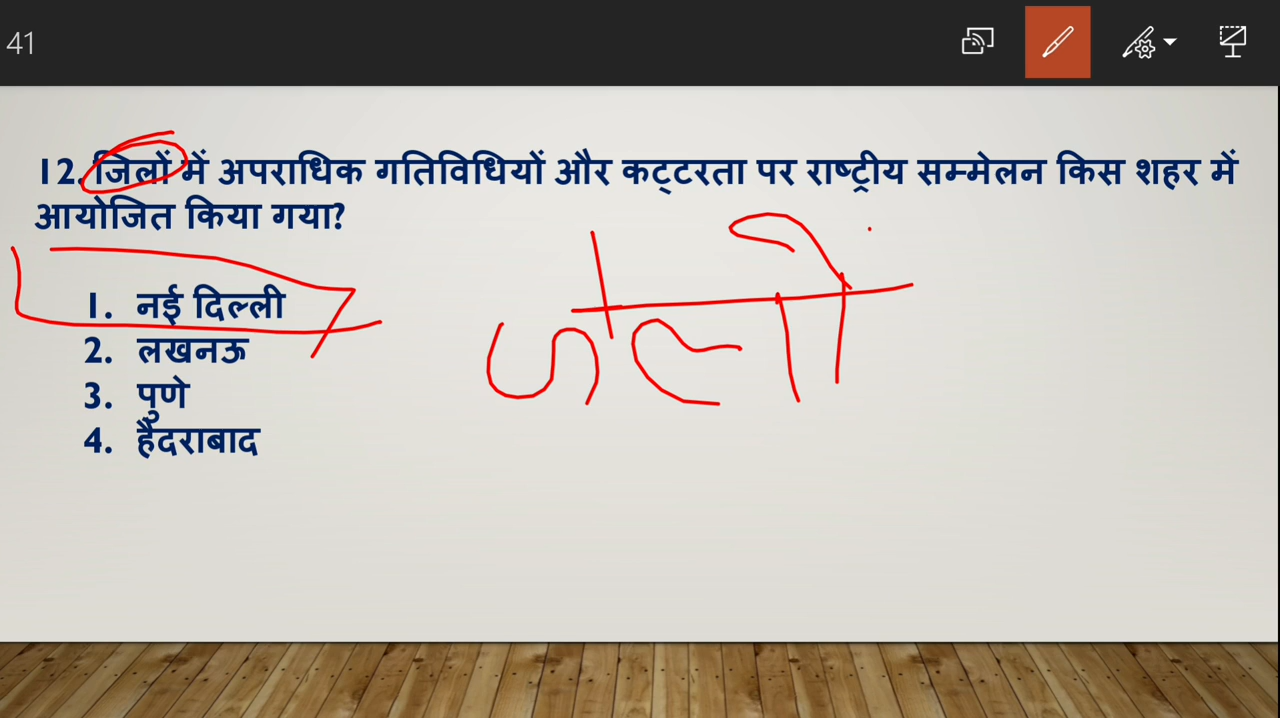 41
12. जिलों में अपराधिक गतिविधियों और कट्टरता पर राष्ट्रीय सम्मेलन किस शहर में
आयोजित किया गया?
1. नई दिल्ली
2. लखनऊ
3. पुणे
4. हैदराबाद